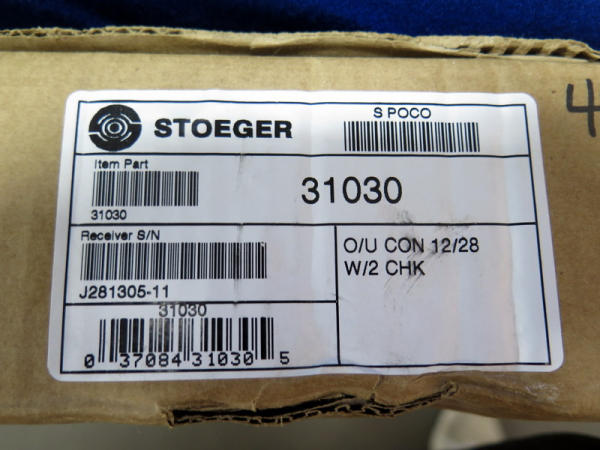 STOEGER
S POCO
Item Part
31030
31030
Receiver S/N
J281305-11
O/U CON 12/28
W/2 CHK
31030
0 37084 31030 5
4